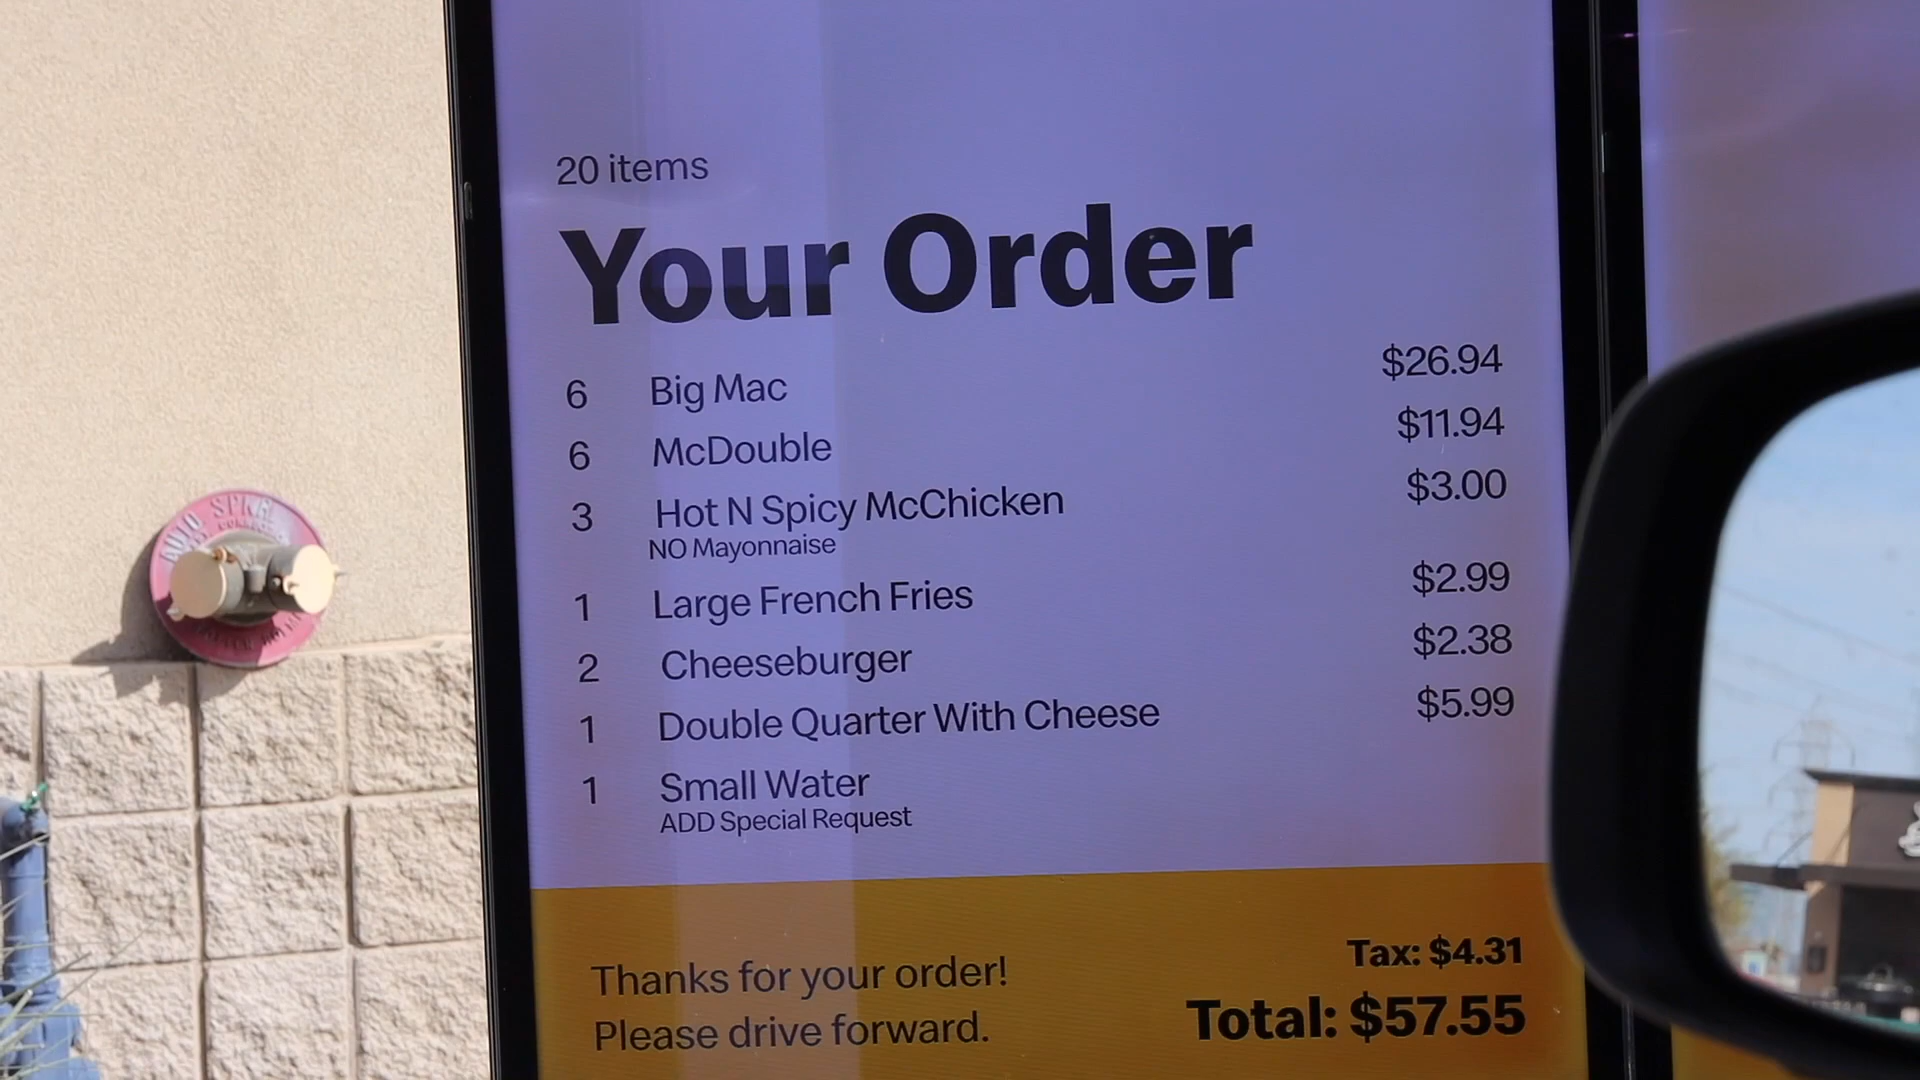 20 items
Your Order
6 Big Mac $26.94
6 McDouble $11.94
3 Hot N Spicy McChicken $3.00
NO Mayonnaise
1 Large French Fries $2.99
2 Cheeseburger $2.38
1 Double Quarter With Cheese $5.99
1 Small Water
ADD Special Request
Thanks for your order!
Please drive forward.
Tax: $4.31
Total: $57.55
AUTO SPKR